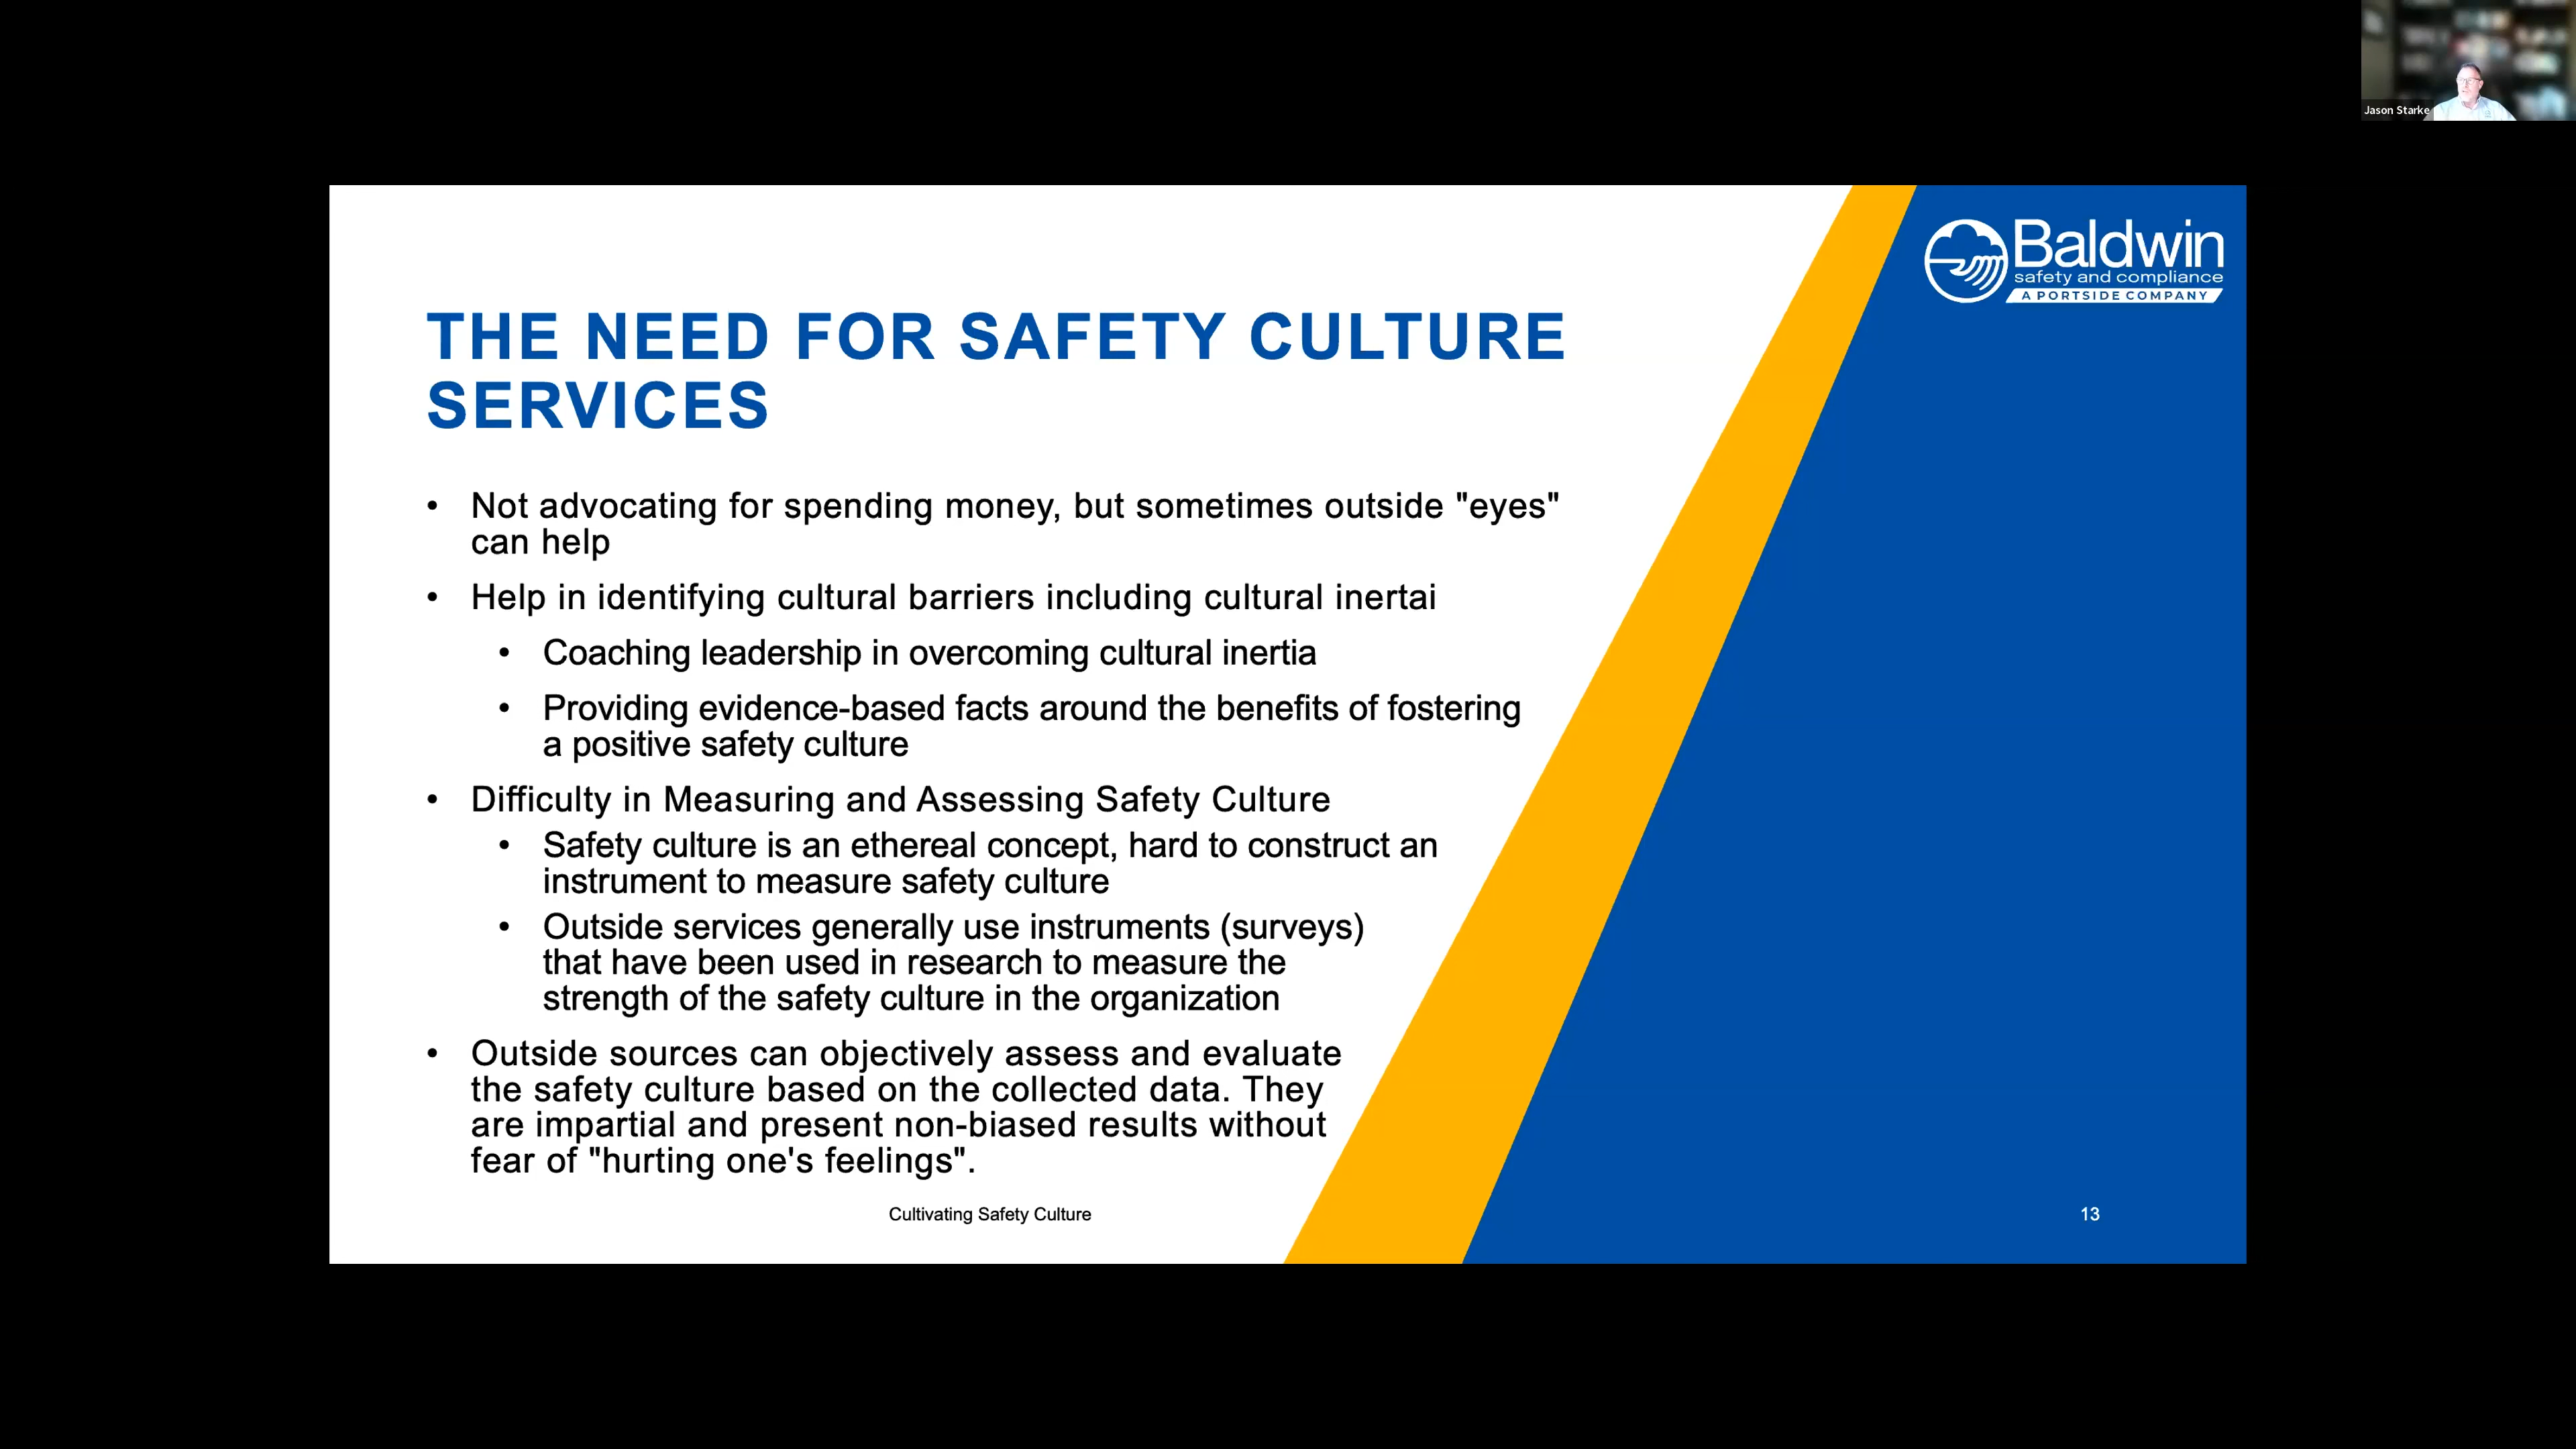 Jason Starke
Baldwin
safety and compliance
A PORTSIDE COMPANY
THE NEED FOR SAFETY CULTURE
SERVICES
• Not advocating for spending money, but sometimes outside "eyes"
can help
• Help in identifying cultural barriers including cultural inertai
• Coaching leadership in overcoming cultural inertia
• Providing evidence-based facts around the benefits of fostering
a positive safety culture
• Difficulty in Measuring and Assessing Safety Culture
• Safety culture is an ethereal concept, hard to construct an
instrument to measure safety culture
• Outside services generally use instruments (surveys)
that have been used in research to measure the
strength of the safety culture in the organization
• Outside sources can objectively assess and evaluate
the safety culture based on the collected data. They
are impartial and present non-biased results without
fear of "hurting one's feelings".
Cultivating Safety Culture
13